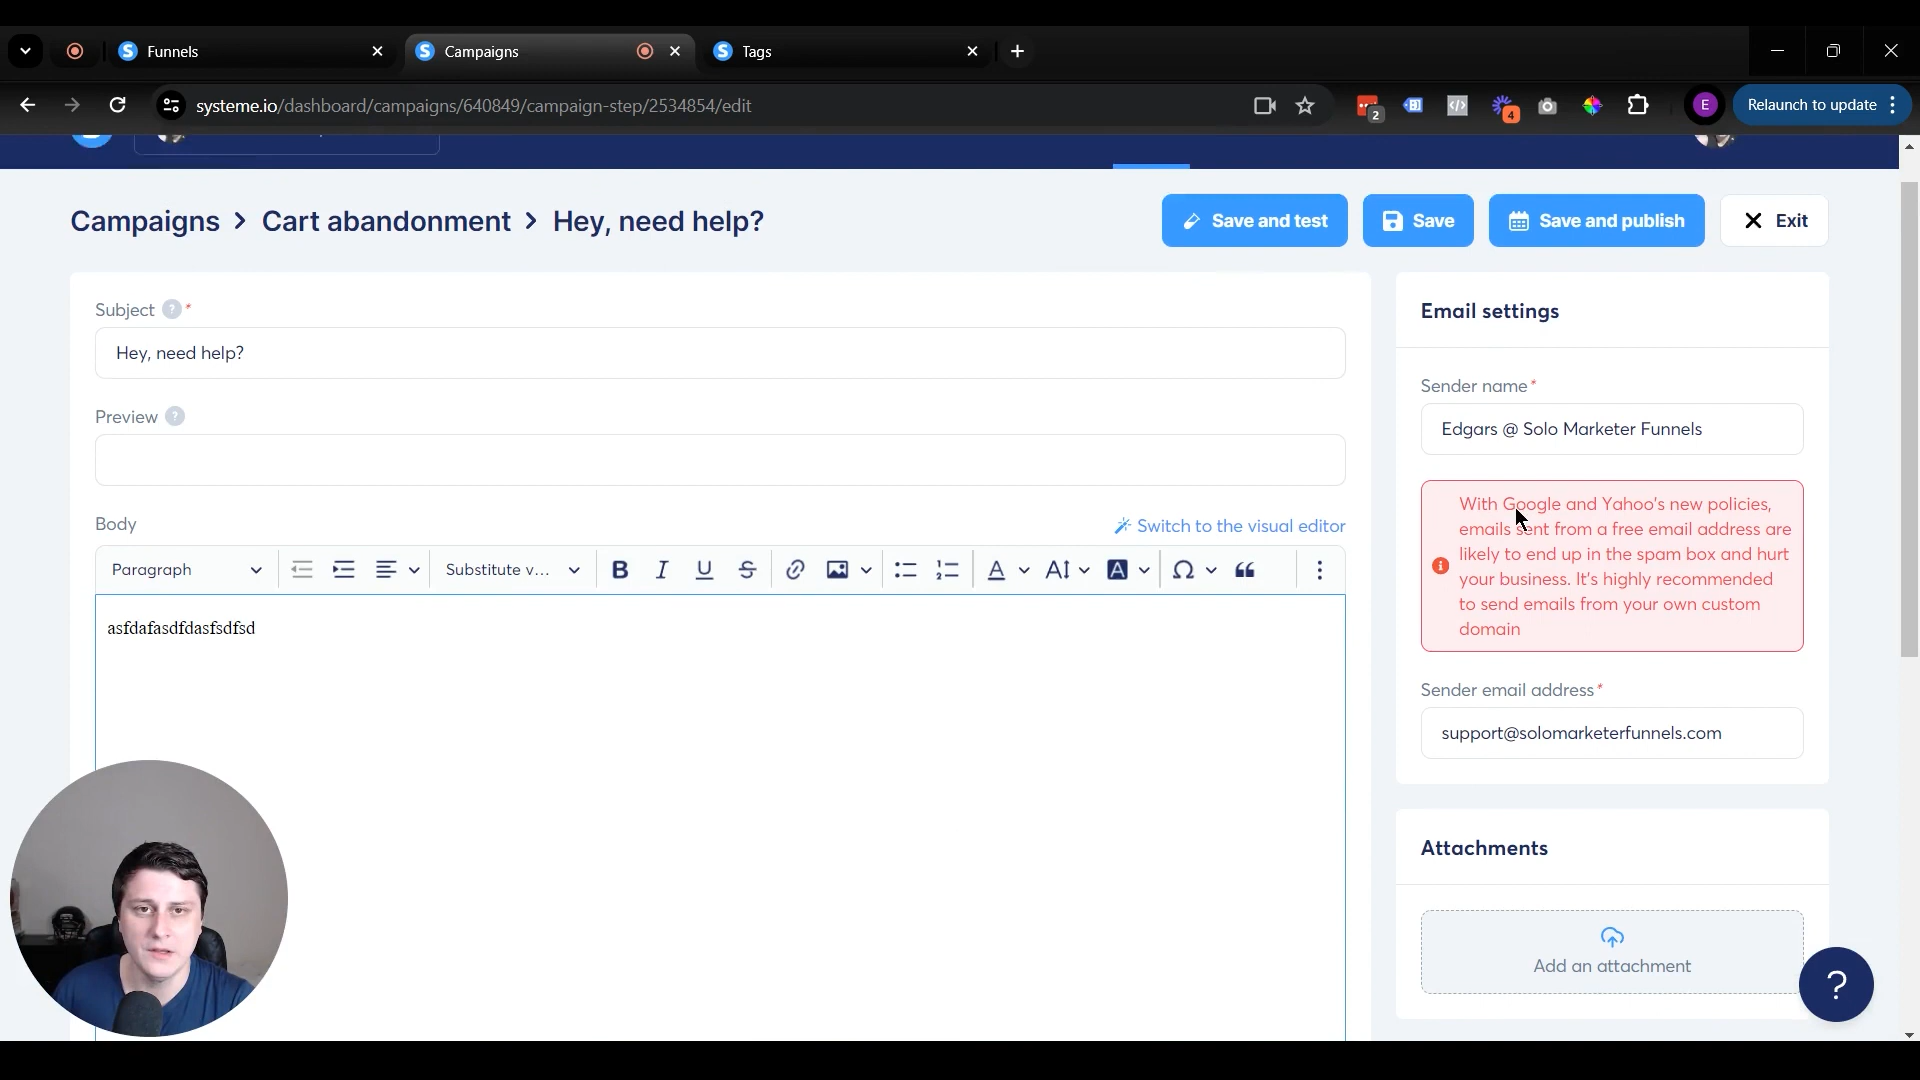 Funnels
Campaigns
Tags
systeme.io/dashboard/campaigns/640849/campaign-step/2534854/edit
2
4
E
Relaunch to update
Campaigns > Cart abandonment > Hey, need help?
Save and test
Save
Save and publish
Exit
Subject ? *
Hey, need help?
Preview ?
Body
Switch to the visual editor
Paragraph
Substitute v...
B I U S
A
A
Ω
asfdafasdfdasfsdfsd
Email settings
Sender name*
Edgars @ Solo Marketer Funnels
With Google and Yahoo's new policies,
emails sent from a free email address are
likely to end up in the spam box and hurt
your business. It's highly recommended
to send emails from your own custom
domain
Sender email address*
support@solomarketerfunnels.com
Attachments
Add an attachment
?